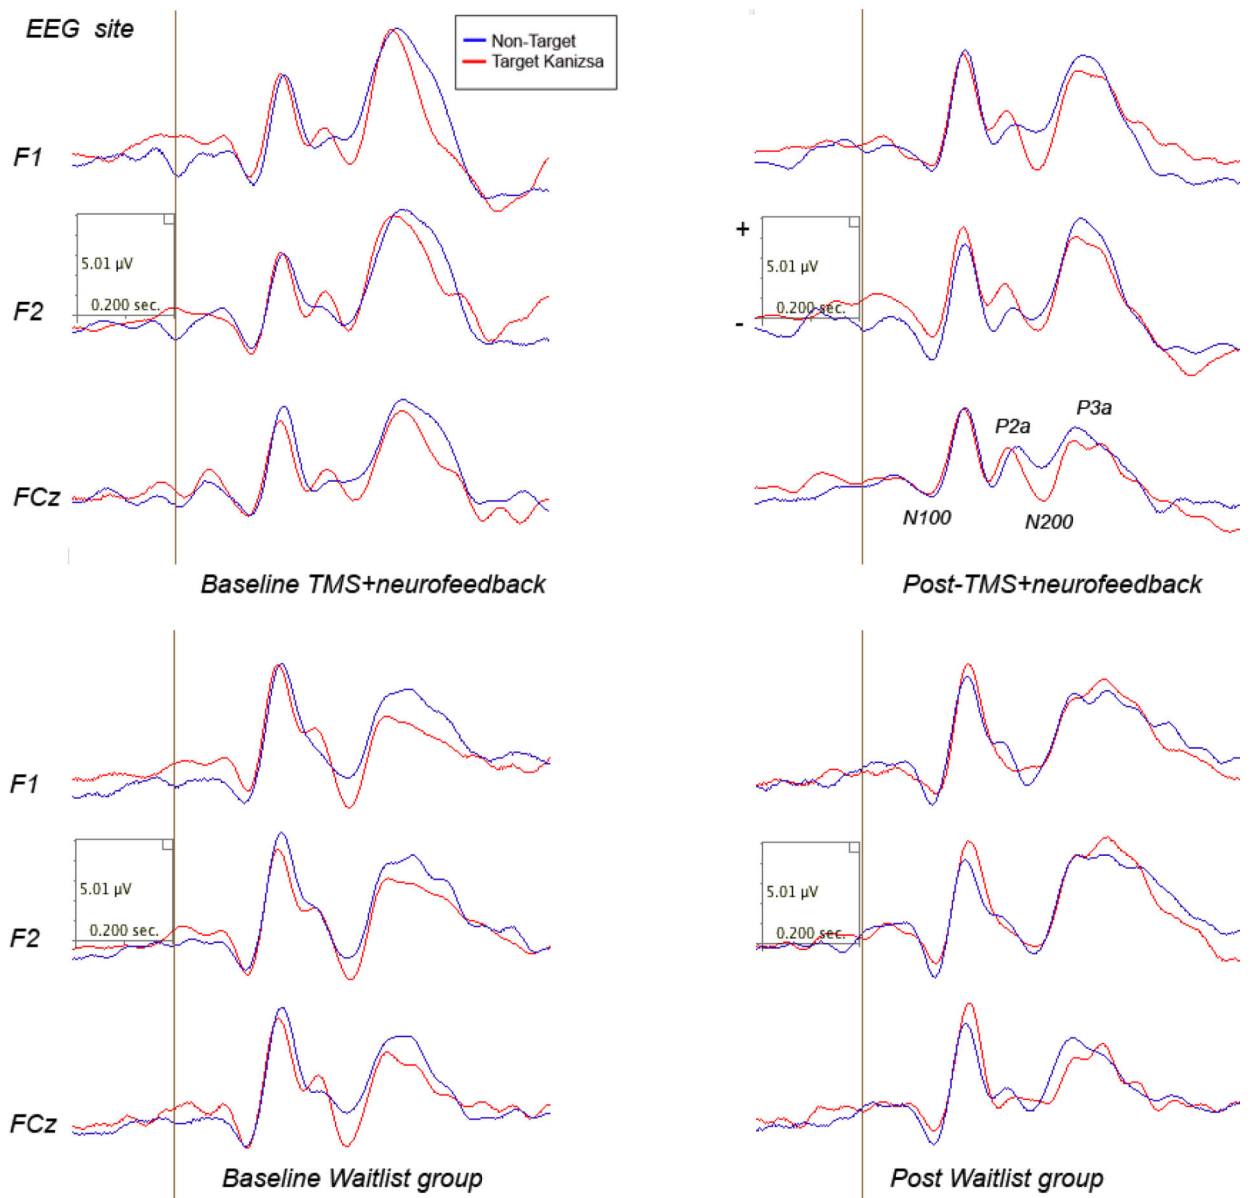 EEG site
Non-Target
Target Kanizsa
F1
F2
5.01 µV
0.200 sec.
+
5.01 µV
0.200 sec.
-
FCz
P2a
P3a
N100
N200
Baseline TMS+neurofeedback
Post-TMS+neurofeedback
F1
F2
5.01 µV
0.200 sec.
5.01 µV
0.200 sec.
FCz
Baseline Waitlist group
Post Waitlist group